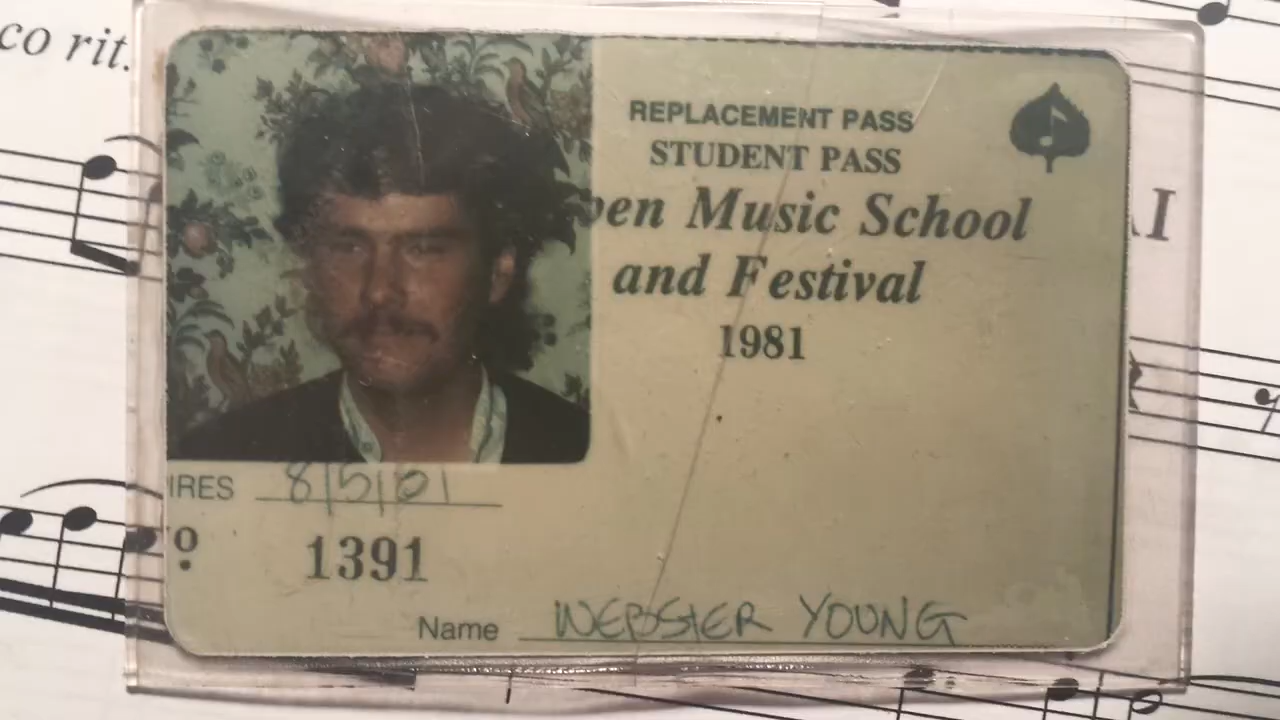 co rit.
REPLACEMENT PASS
STUDENT PASS
pen Music School
and Festival
1981
IRES 8/5/81
o 1391
Name WEBSTER YOUNG